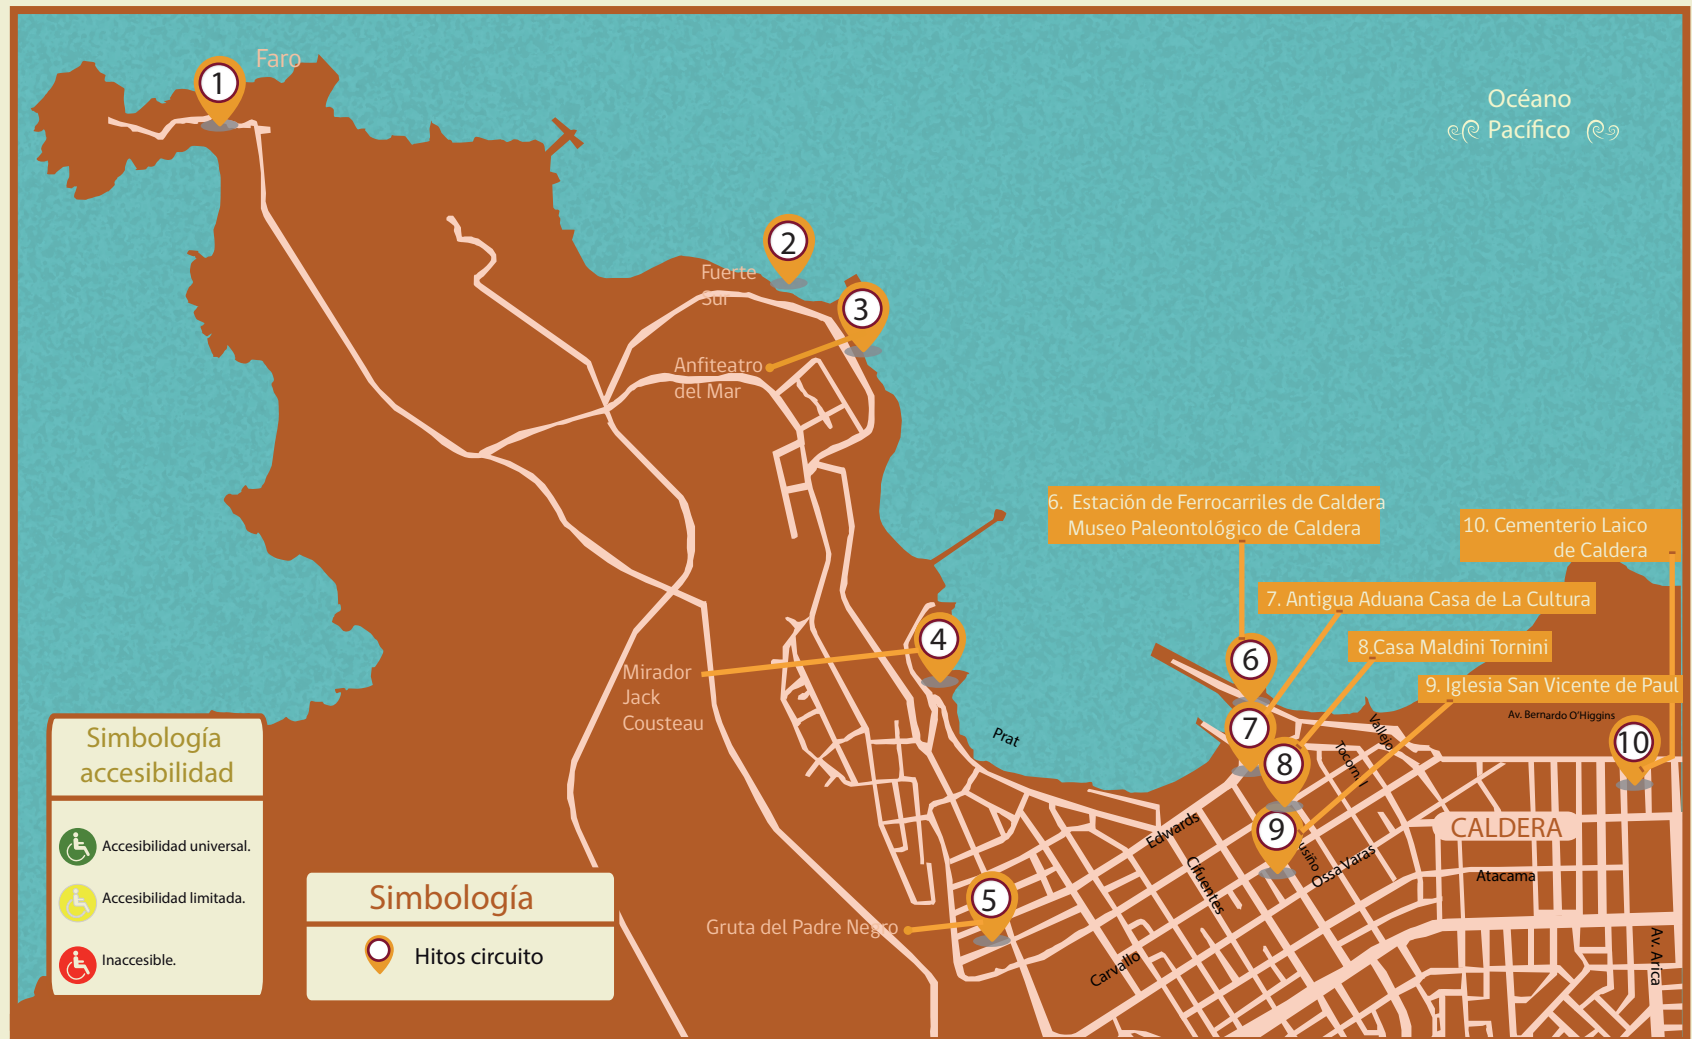 Faro
1
Océano
Pacífico
2
Fuerte
Sur
3
Anfiteatro
del Mar
6. Estación de Ferrocarriles de Caldera
Museo Paleontológico de Caldera
10. Cementerio Laico
de Caldera
7. Antigua Aduana Casa de La Cultura
4
8.Casa Maldini Tornini
6
Mirador
Jack
Cousteau
9. Iglesia San Vicente de Paul
Av. Bernardo O'Higgins
Vallejo
Prat
7
Tocornal
10
8
9
CALDERA
Edwards
Ossa Varas
Cifuentes
Atacama
5
Gruta del Padre Negro
Carvallo
Av. Arica
Simbología
accesibilidad
Accesibilidad universal.
Accesibilidad limitada.
Inaccesible.
Simbología
Hitos circuito